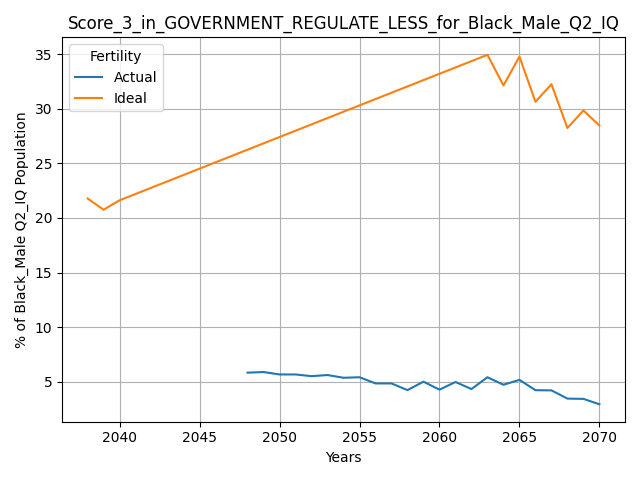 Score_3_in_GOVERNMENT_REGULATE_LESS_for_Black_Male_Q2_IQ
Fertility
Actual
Ideal
% of Black_Male Q2_IQ Population
35
30
25
20
15
10
5
2040 2045 2050 2055 2060 2065 2070
Years